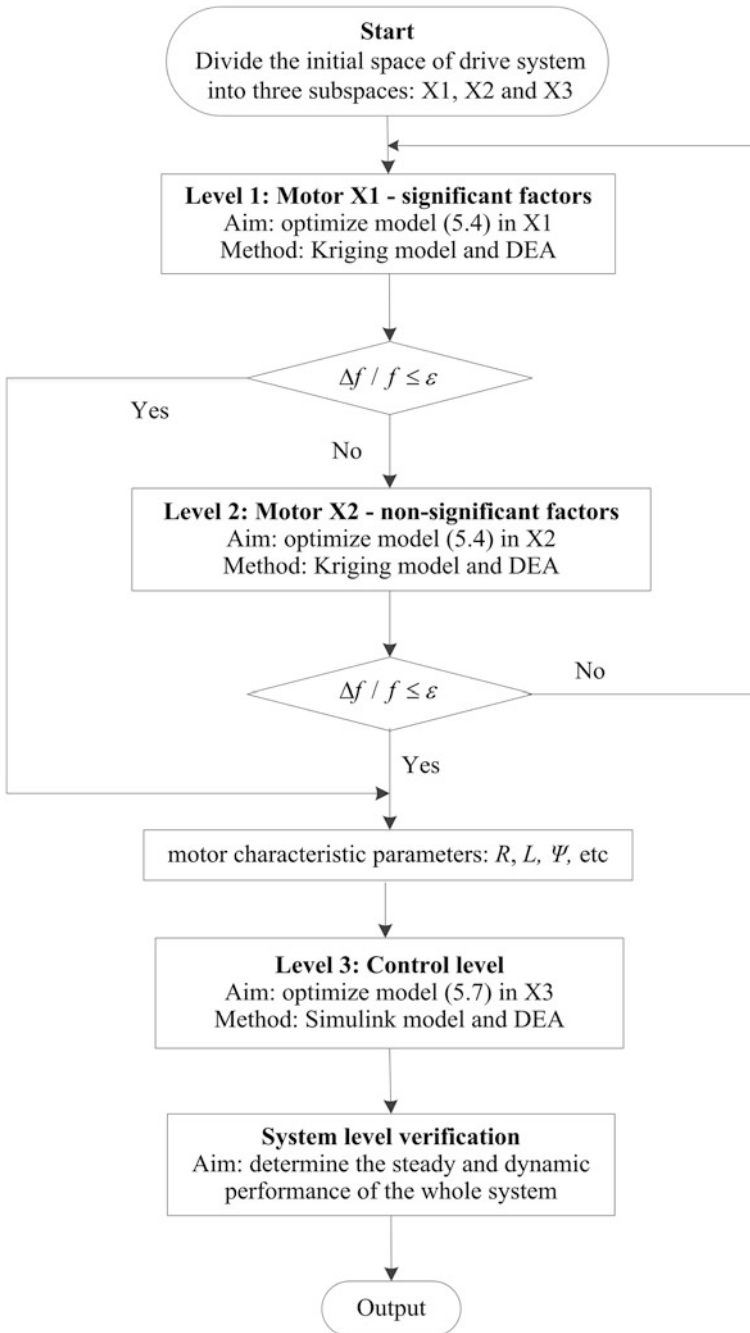 Start
Divide the initial space of drive system
into three subspaces: X1, X2 and X3
Level 1: Motor X1 - significant factors
Aim: optimize model (5.4) in X1
Method: Kriging model and DEA
Δf / f ≤ ε
Yes
No
Level 2: Motor X2 - non-significant factors
Aim: optimize model (5.4) in X2
Method: Kriging model and DEA
Δf / f ≤ ε
No
Yes
motor characteristic parameters: R, L, Ψ, etc
Level 3: Control level
Aim: optimize model (5.7) in X3
Method: Simulink model and DEA
System level verification
Aim: determine the steady and dynamic
performance of the whole system
Output